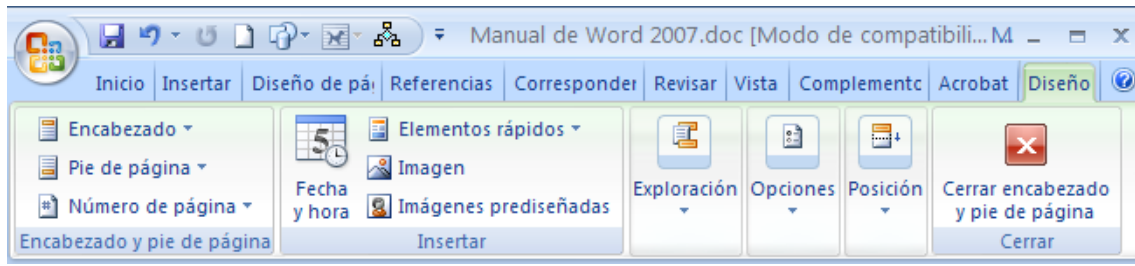 Manual de Word 2007.doc [Modo de compatibili... M
Inicio Insertar Diseño de pá Referencias Corresponder Revisar Vista Complementc Acrobat Diseño
Encabezado
Pie de página
Número de página
Encabezado y pie de página
5
Fecha
y hora
Elementos rápidos
Imagen
Imágenes prediseñadas
Insertar
Exploración
Opciones
Posición
Cerrar encabezado
y pie de página
Cerrar